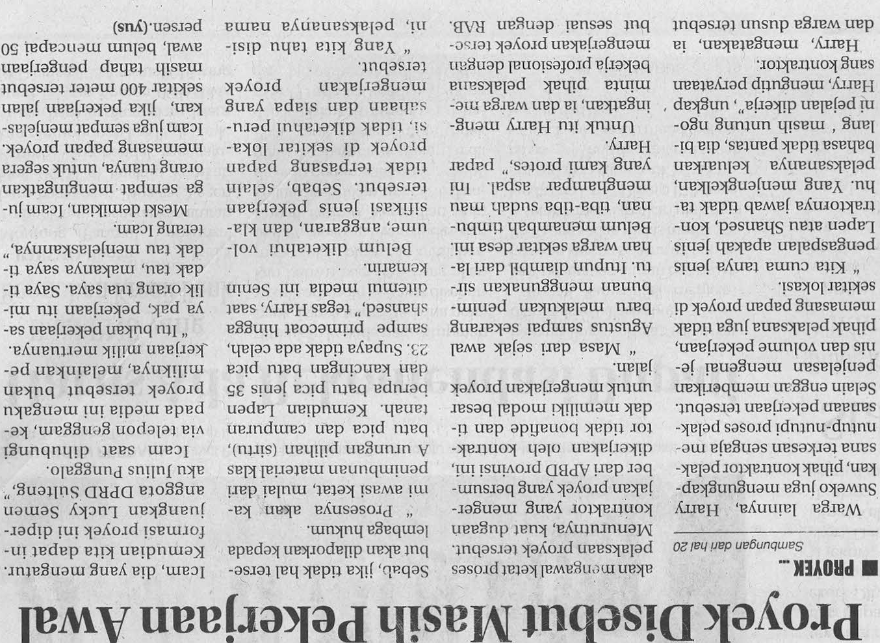 Proyek Disebut Masih Pekerjaan Awal
■ PROYEK ...
Sambungan dari hal 20
Warga lainnya, Harry
Suweko juga mengungkap-
kan, pihak kontraktor pelak-
sana terkesan sengaja me-
nutup-nutupi proses pelak-
sanaan pekerjaan tersebut.
Selain enggan memberikan
penjelasan mengenai je-
nis dan volume pekerjaan,
pihak pelaksana juga tidak
memasang papan proyek di
sekitar lokasi.
“ Kita cuma tanya jenis
pengaspalan apakah jenis
Lapen atau Shansed, kon-
traktornya jawab tidak ta-
hu. Yang menjengkelkan,
pelaksananya keluarkan
bahasa tidak pantas, dia bi-
lang ‘ masih untung ngo-
ni pejalan dikerja”, ungkap
Harry, mengutip peryataan
sang kontraktor.
Harry, mengatakan, ia
dan warga dusun tersebut
akan mengawal ketat proses
pelaksaan proyek tersebut.
Menurutnya, kuat dugaan
kontraktor yang menger-
jakan proyek yang bersum-
ber dari APBD provinsi ini,
dikerjakan oleh kontrak-
tor tidak bonafide dan ti-
dak memiliki modal besar
untuk mengerjakan proyek
jalan.
“ Masa dari sejak awal
Agustus sampai sekarang
baru melakukan penim-
bunan menggunakan sir-
tu. Itupun diambil dari la-
han warga sekitar desa ini.
Belum menambah timbu-
nan, tiba-tiba sudah mau
menghampar aspal. Ini
yang kami protes,” papar
Harry.
Untuk itu Harry meng-
ingatkan, ia dan warga me-
minta pihak pelaksana
bekerja profesional dengan
mengerjakan proyek terse-
but sesuai dengan RAB.
Sebab, jika tidak hal terse-
but akan dilaporkan kepada
lembaga hukum.
“ Prosesnya akan ka-
mi awasi ketat, mulai dari
penimbunan material klas
A urungan pilihan (sirtu),
batu pica dan campuran
tanah. Kemudian Lapen
berupa batu pica jenis 35
dan kancingan batu pica
23. Supaya tidak ada celah,
sampe primecoat hingga
shansed,” tegas Harry, saat
ditemui media ini Senin
kemarin.
Belum diketahui vol-
ume, anggaran, dan kla-
sifikasi jenis pekerjaan
tersebut. Sebab, selain
tidak terpasang papan
proyek di sekitar loka-
si, tidak diketahui peru-
sahaan dan siapa yang
mengerjakan proyek
tersebut.
“ Yang kita tahu disi-
ni, pelaksananya nama
Icam, dia yang mengatur.
Kemudian kita dapat in-
formasi proyek ini diper-
juangkan Lucky Semen
anggota DPRD Sulteng,”
aku Julius Punggalo.
Icam saat dihubungi
via telepon genggam, ke-
pada media ini mengaku
proyek tersebut bukan
miliknya, melainkan pe-
kerjaan milik mertuanya.
“ Itu bukan pekerjaan sa-
ya pak, pekerjaan itu mi-
lik orang tua saya. Saya ti-
dak tau, makanya saya ti-
dak tau menjelaskannya,”
terang Icam.
Meski demikian, Icam ju-
ga sempat mengingatkan
orang tuanya, untuk segera
memasang papan proyek.
Icam juga sempat menjelas-
kan, jika pekerjaan jalan
sekitar 400 meter tersebut
masih tahap pengerjaan
awal, belum mencapai 50
persen.(yus)